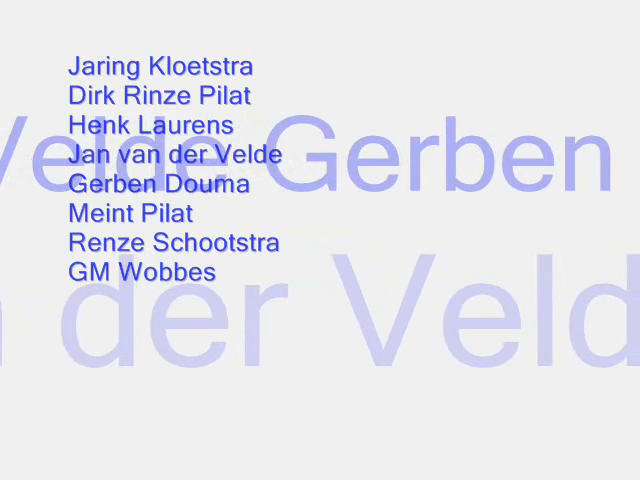 Jaring Kloetstra
Dirk Rinze Pilat
Henk Laurens
Jan van der Velde
Gerben Douma
Meint Pilat
Renze Schootstra
GM Wobbes
Velde Gerben
der Veld